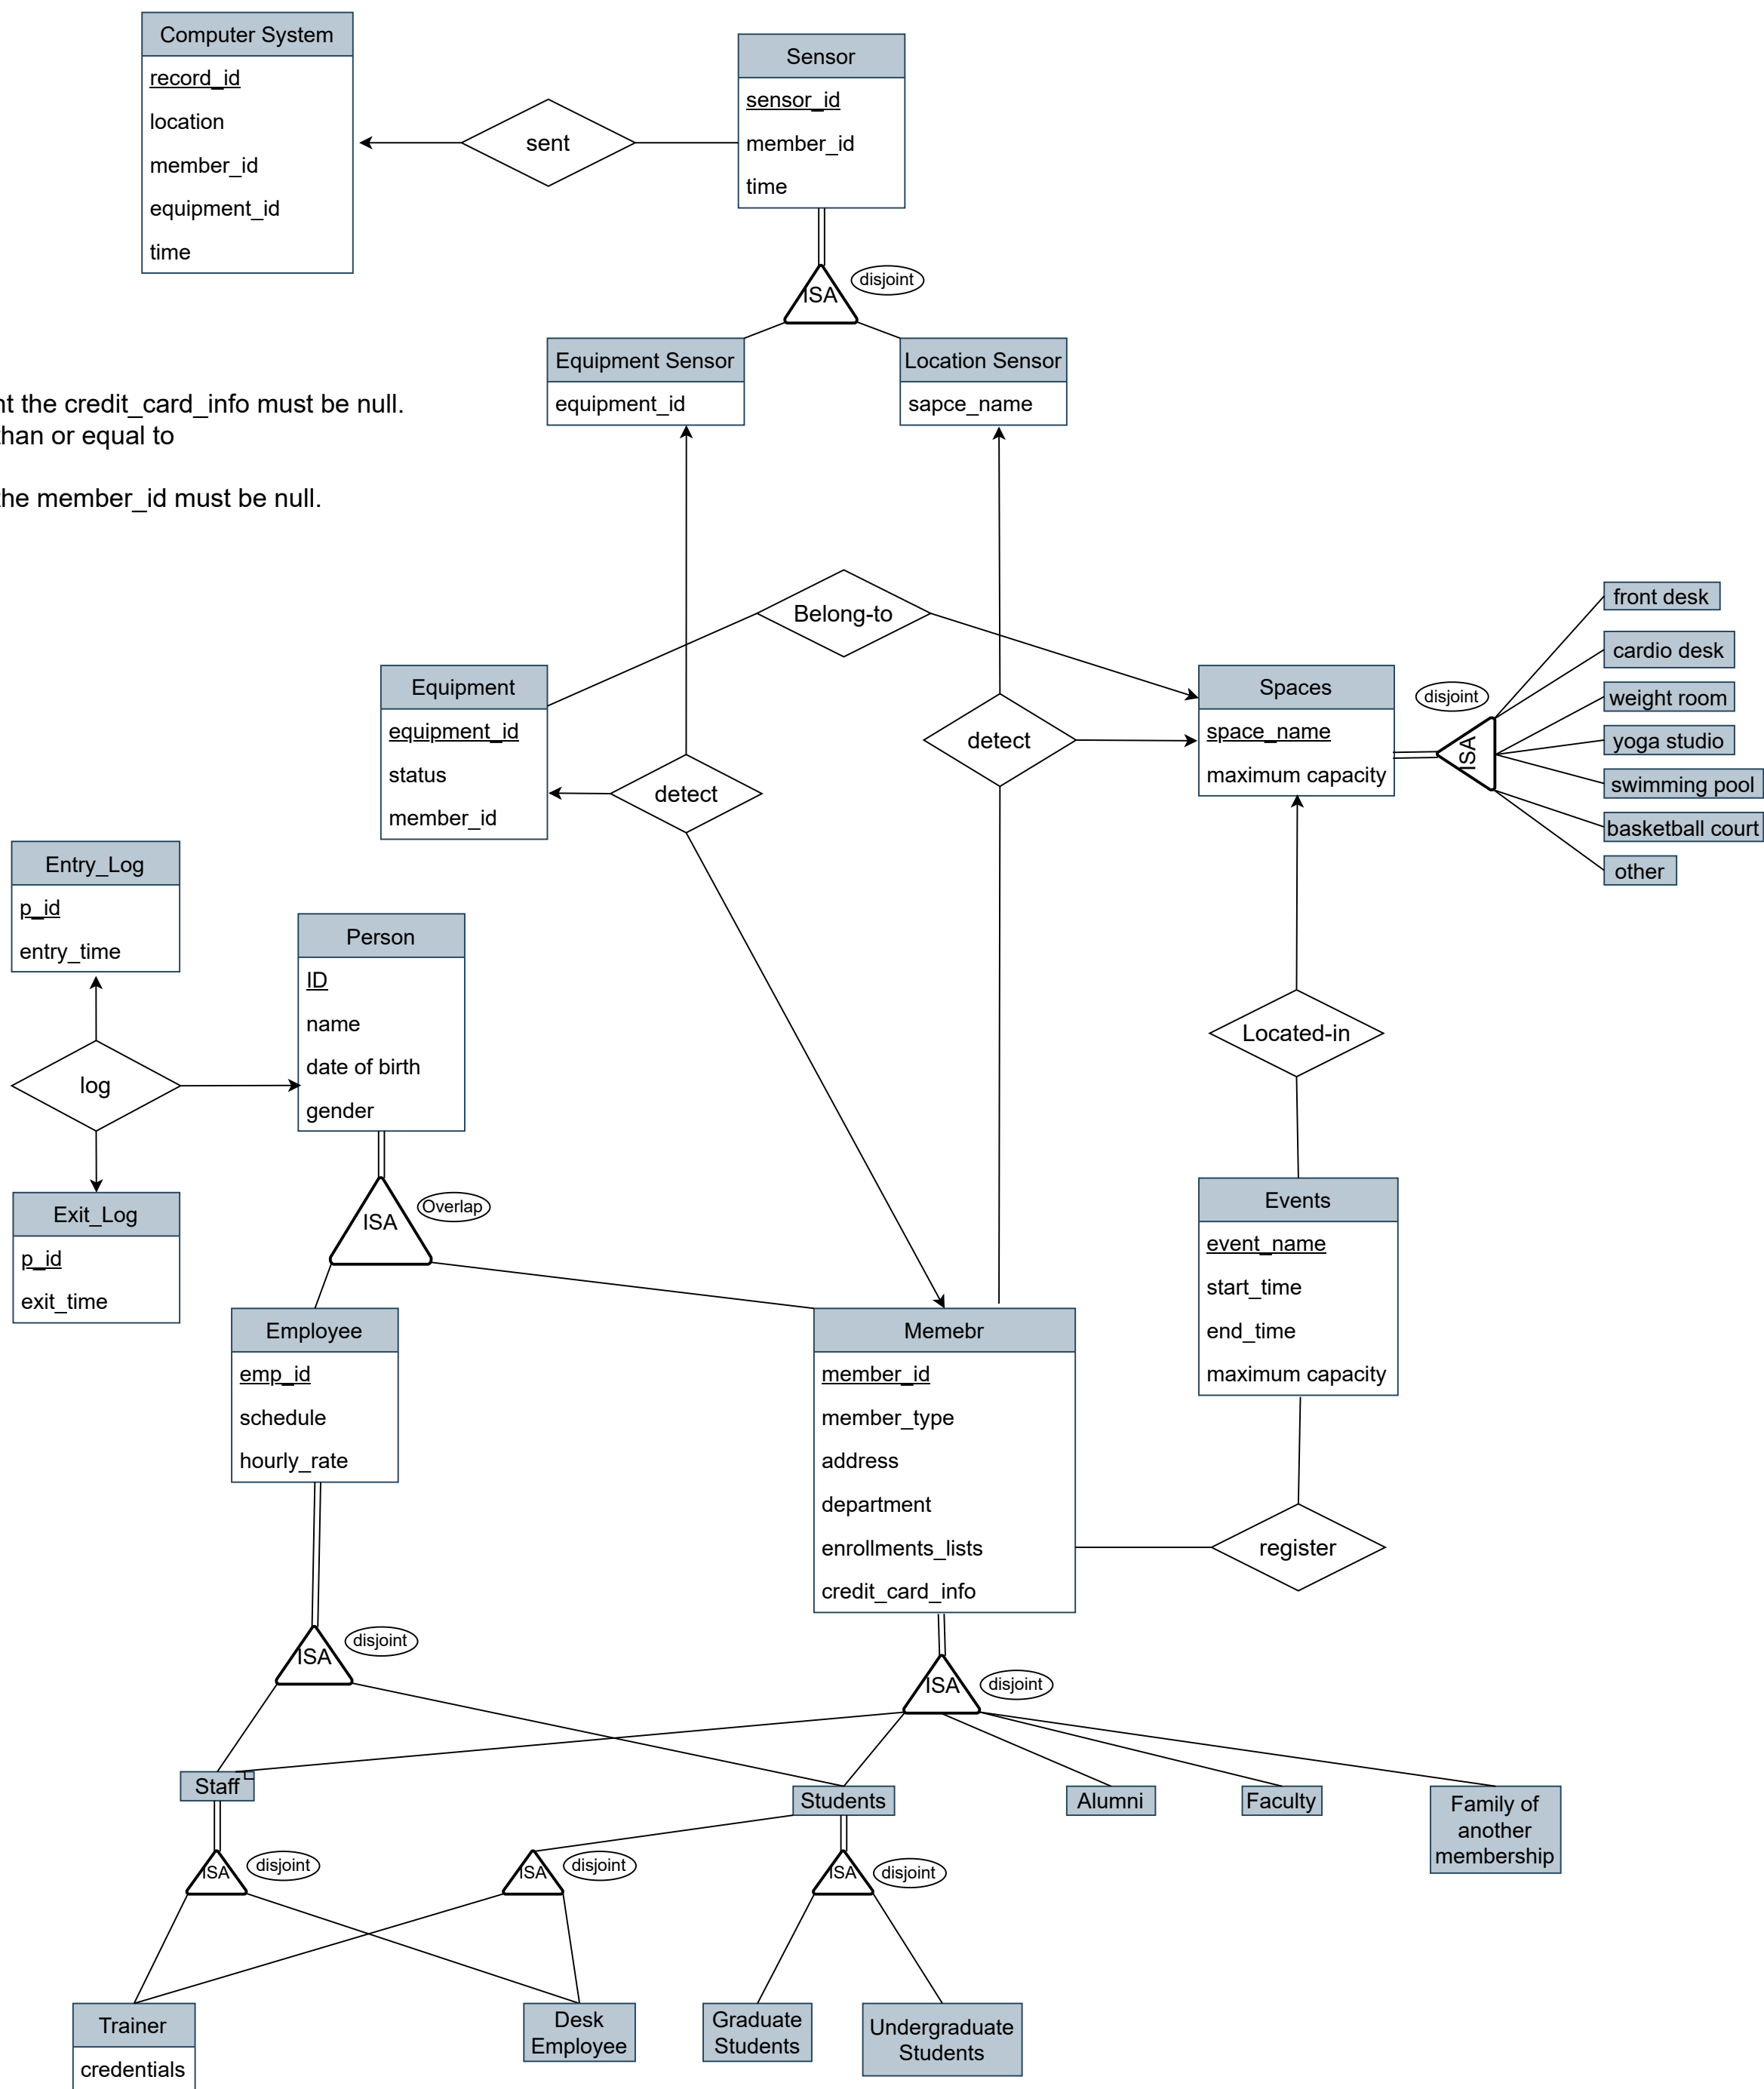 Computer System
record_id
location
member_id
equipment_id
time
sent
Sensor
sensor_id
member_id
time
ISA
disjoint
Equipment Sensor
equipment_id
Location Sensor
sapce_name
nt the credit_card_info must be null.
than or equal to
the member_id must be null.
Belong-to
Equipment
equipment_id
status
member_id
detect
detect
Spaces
space_name
maximum capacity
disjoint
ISA
front desk
cardio desk
weight room
yoga studio
swimming pool
basketball court
other
Entry_Log
p_id
entry_time
log
Exit_Log
p_id
exit_time
Person
ID
name
date of birth
gender
ISA
Overlap
Located-in
Events
event_name
start_time
end_time
maximum capacity
register
Employee
emp_id
schedule
hourly_rate
Memebr
member_id
member_type
address
department
enrollments_lists
credit_card_info
ISA
disjoint
ISA
disjoint
Staff
Students
Alumni
Faculty
Family of
another
membership
ISA
disjoint
ISA
disjoint
ISA
disjoint
Trainer
credentials
Desk
Employee
Graduate
Students
Undergraduate
Students